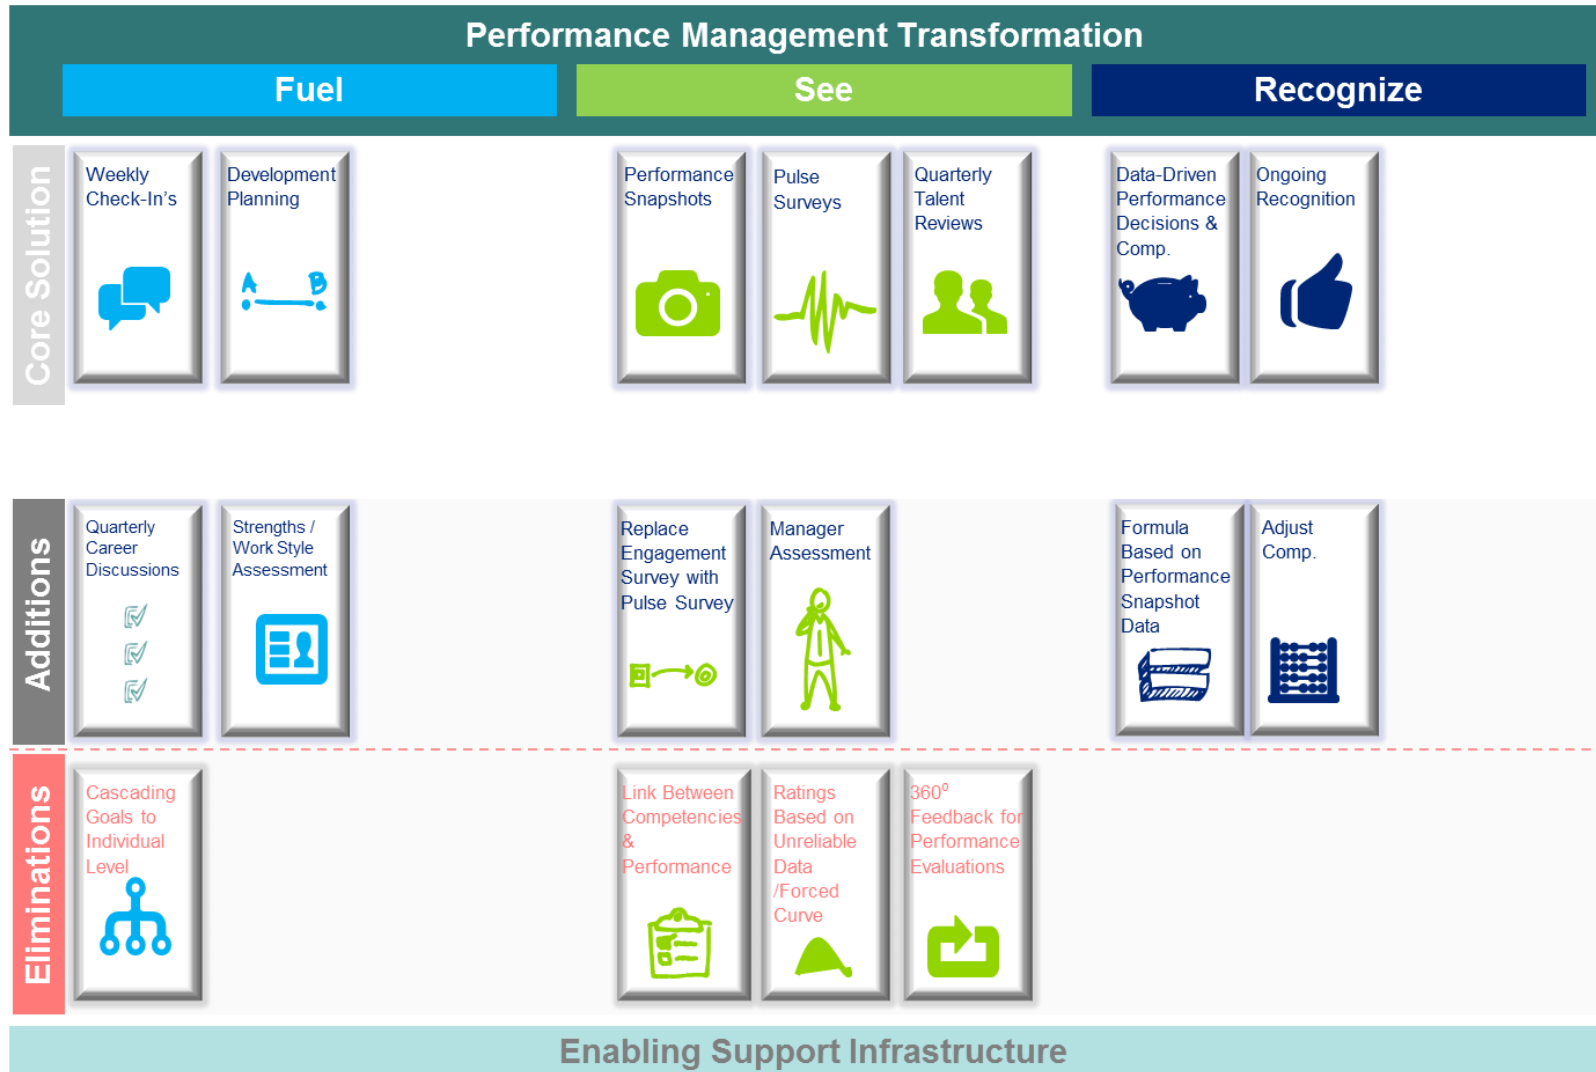 Performance Management Transformation
Fuel
See
Recognize
Core Solution
Weekly
Check-In’s
Development
Planning
A B
Performance
Snapshots
Pulse
Surveys
Quarterly
Talent
Reviews
Data-Driven
Performance
Decisions &
Comp.
Ongoing
Recognition
Additions
Quarterly
Career
Discussions
Strengths /
Work Style
Assessment
Replace
Engagement
Survey with
Pulse Survey
Manager
Assessment
Formula
Based on
Performance
Snapshot
Data
Adjust
Comp.
Eliminations
Cascading
Goals to
Individual
Level
Link Between
Competencies
&
Performance
Ratings
Based on
Unreliable
Data
/Forced
Curve
360⁰
Feedback for
Performance
Evaluations
Enabling Support Infrastructure